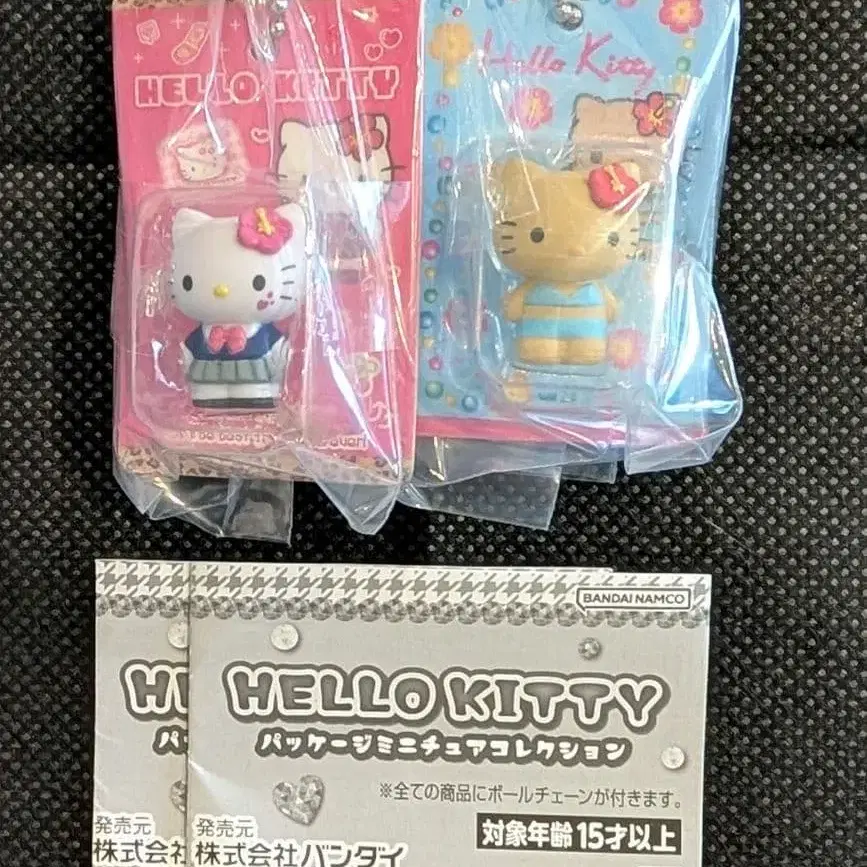 HELLO KITTY
Hello Kitty
BANDAI NAMCO
HELLO KITTY
パッケージミニチュアコレクション
※全ての商品にボールチェーンが付きます。
対象年齢15才以上
発売元
株式会社バンダイ
H
パッ
発売元
株式会社